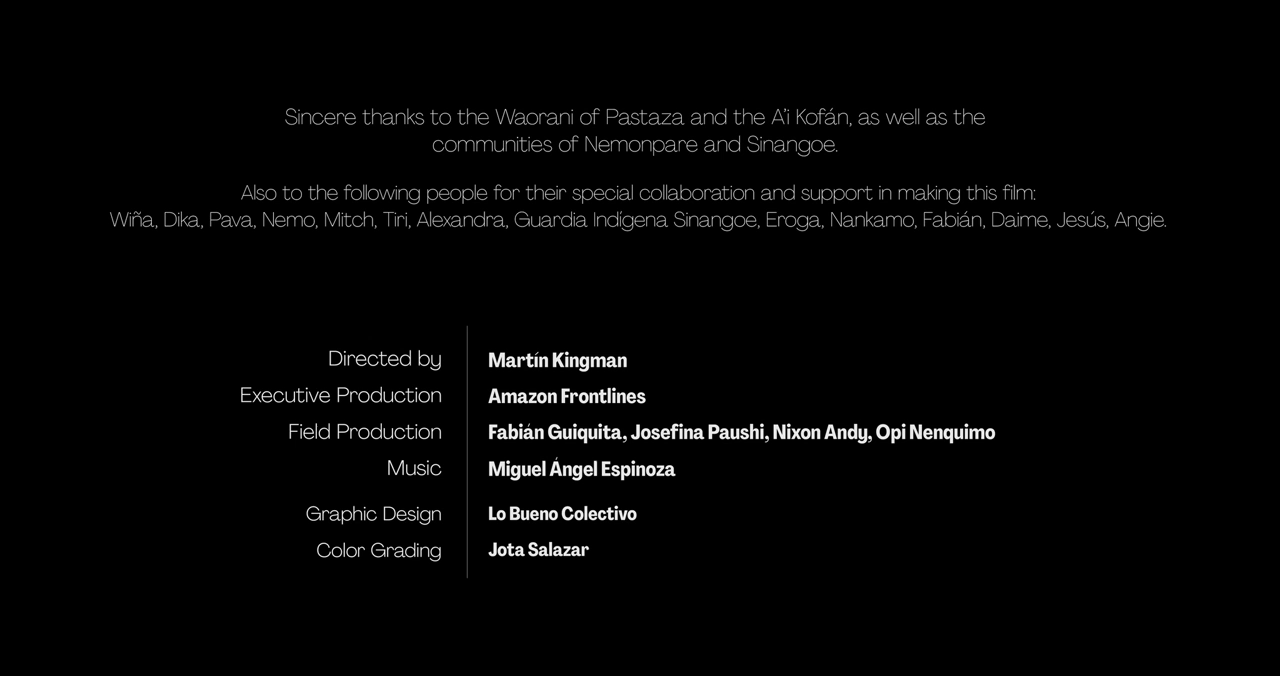 Sincere thanks to the Waorani of Pastaza and the A'i Kofán, as well as the
communities of Nemonpare and Sinangoe.
Also to the following people for their special collaboration and support in making this film:
Wiña, Dika, Pava, Nemo, Mitch, Tiri, Alexandra, Guardia Indígena Sinangoe, Eroga, Nankamo, Fabián, Daime, Jesús, Angie.
Directed by Martín Kingman
Executive Production Amazon Frontlines
Field Production Fabián Guiquita, Josefina Paushi, Nixon Andy, Opi Nenquimo
Music Miguel Ángel Espinoza
Graphic Design Lo Bueno Colectivo
Color Grading Jota Salazar